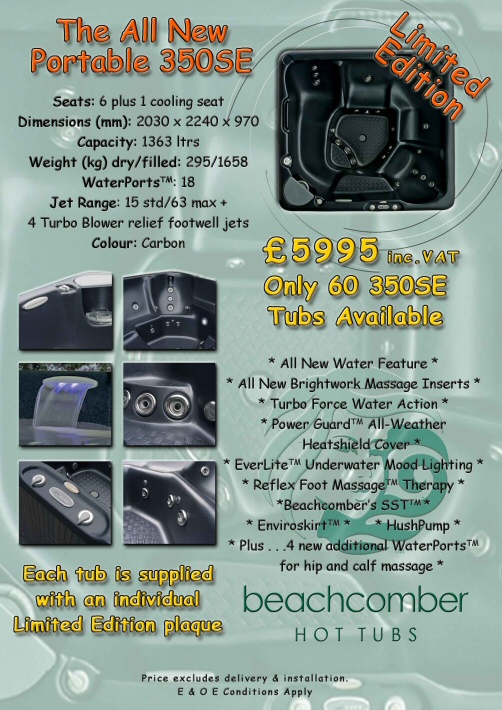 The All New
Portable 350SE
Limited
Edition
Seats: 6 plus 1 cooling seat
Dimensions (mm): 2030 x 2240 x 970
Capacity: 1363 ltrs
Weight (kg) dry/filled: 295/1658
WaterPorts™: 18
Jet Range: 15 std/63 max +
4 Turbo Blower relief footwell jets
Colour: Carbon
£5995 inc.VAT
Only 60 350SE
Tubs Available
* All New Water Feature *
* All New Brightwork Massage Inserts *
* Turbo Force Water Action *
* Power Guard™ All-Weather
Heatshield Cover *
* EverLite™ Underwater Mood Lighting *
* Reflex Foot Massage™ Therapy *
*Beachcomber's SST™*
* Enviroskirt™ * * HushPump *
* Plus . . .4 new additional WaterPorts™
for hip and calf massage *
Each tub is supplied
with an individual
Limited Edition plaque
beachcomber
HOT TUBS
Price excludes delivery & installation.
E & O E Conditions Apply